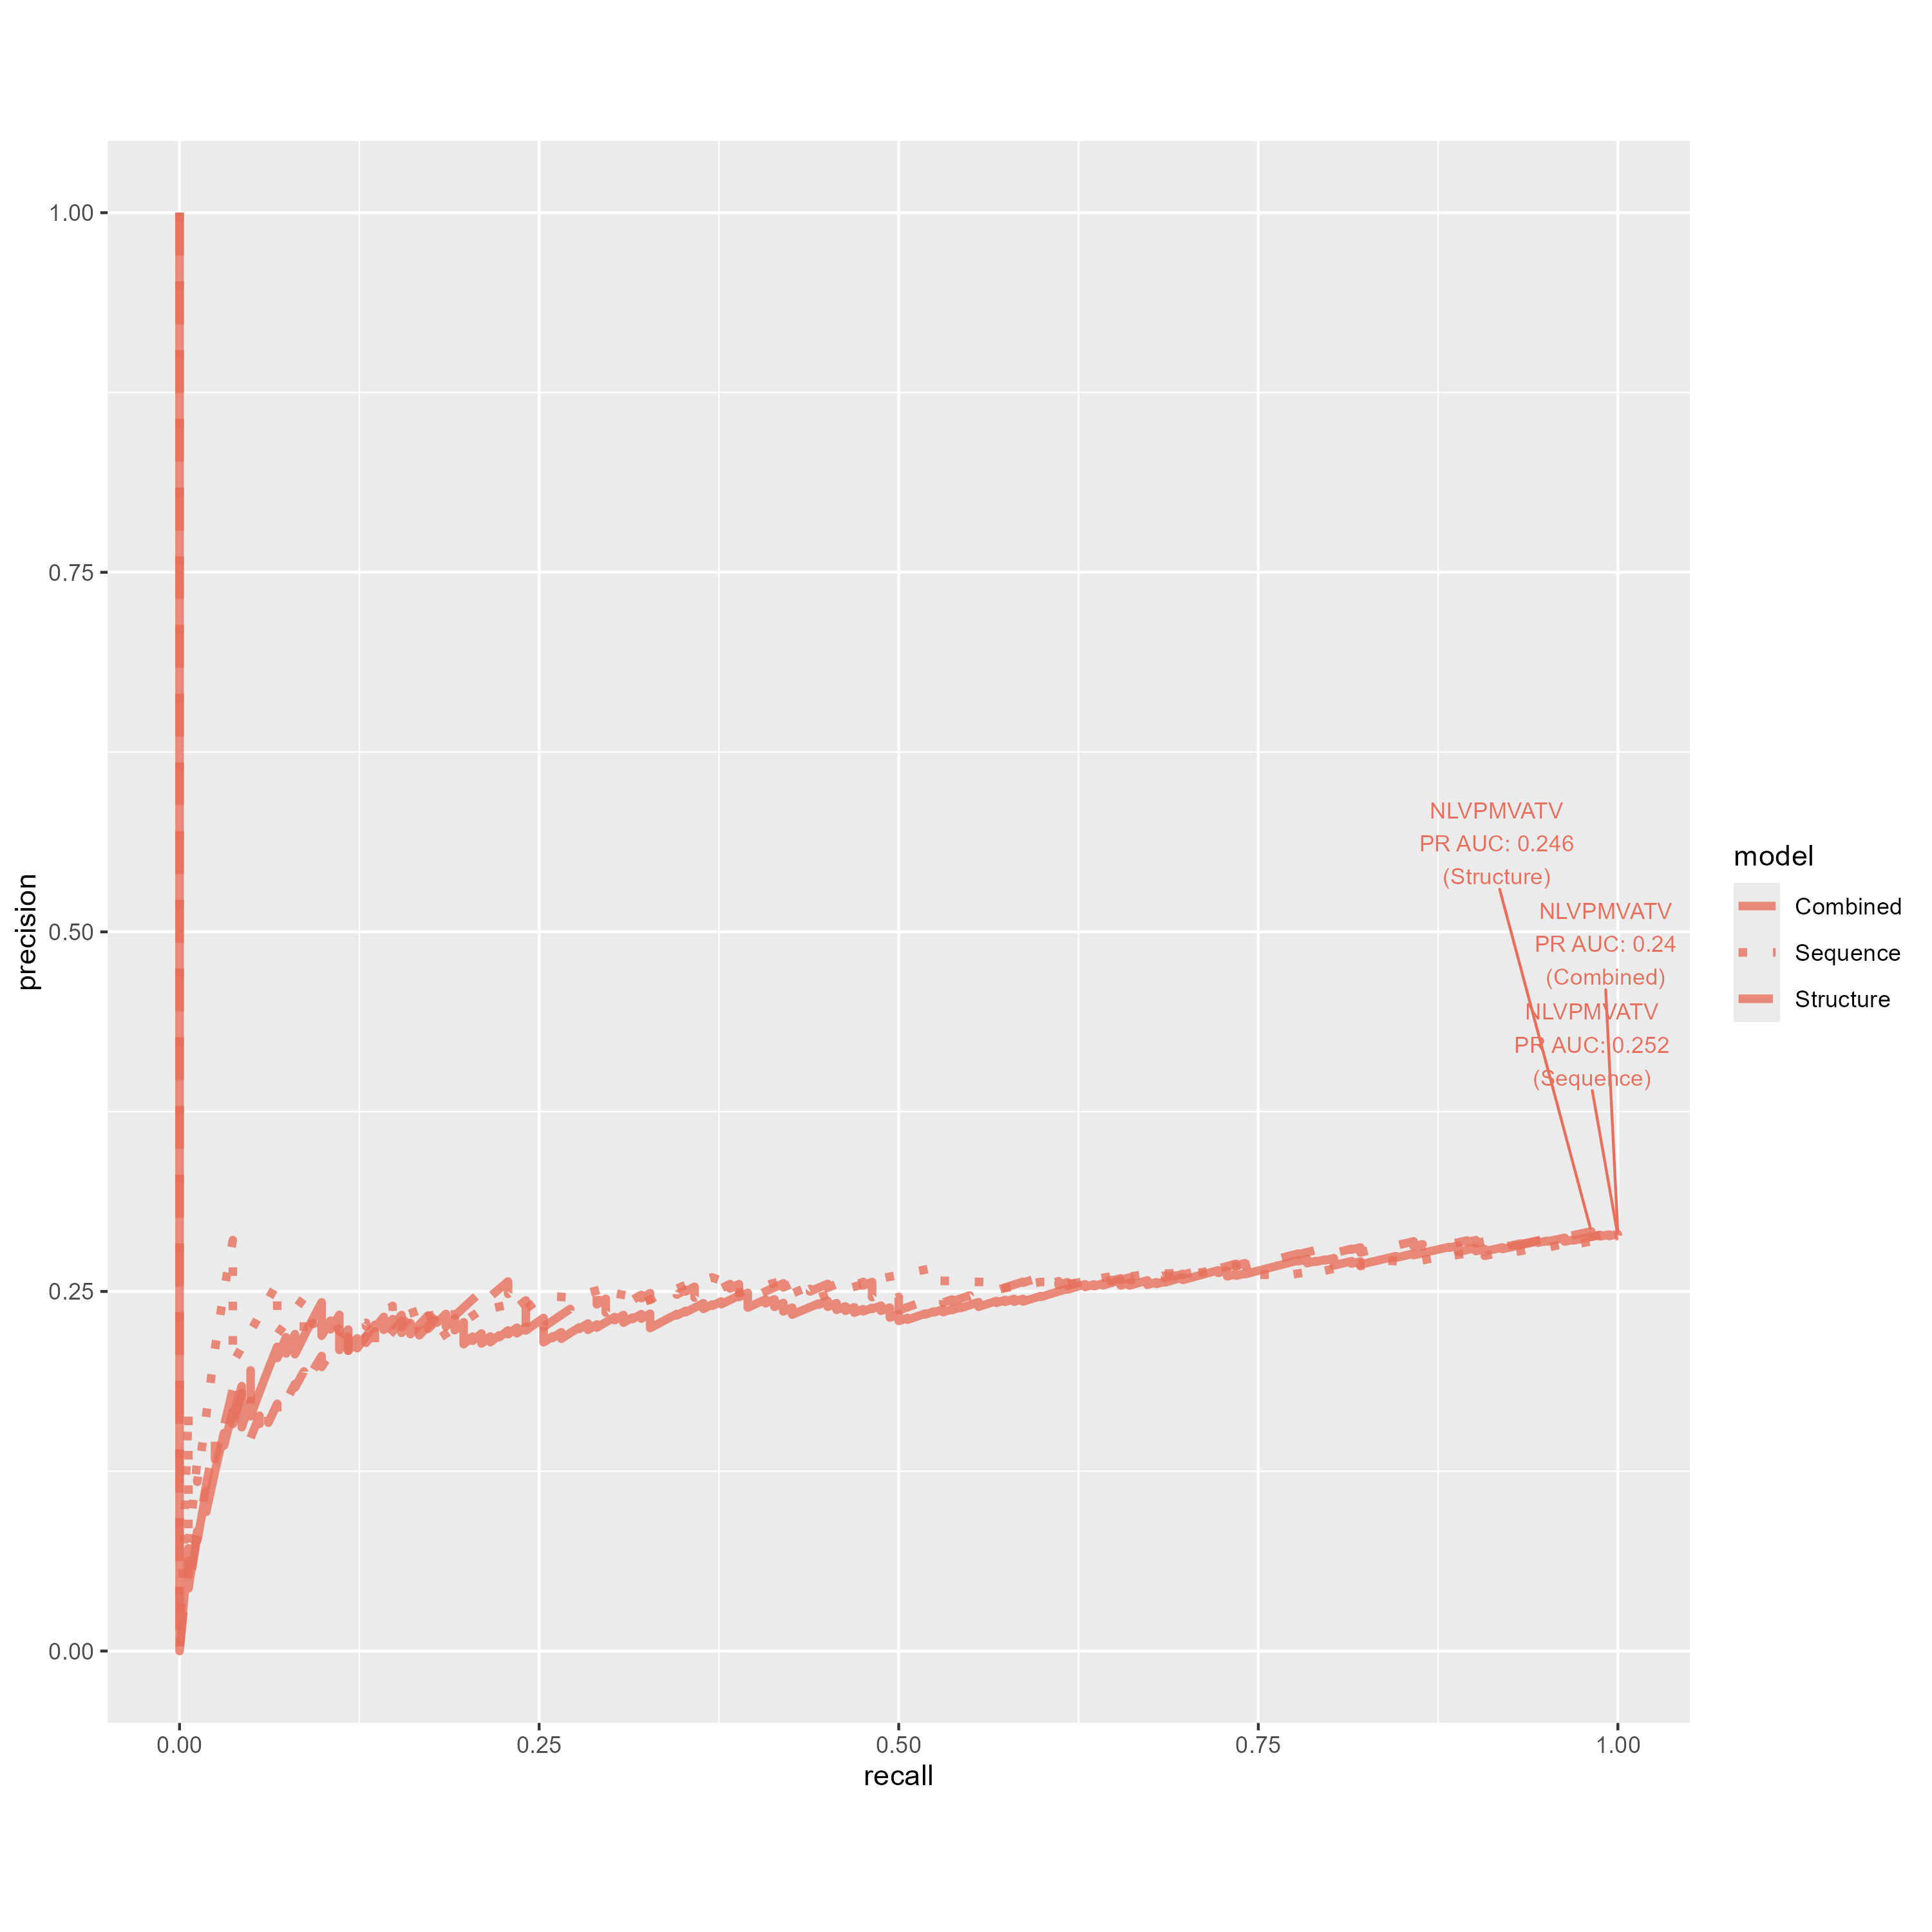 precision
1.00
0.75
0.50
0.25
0.00
NLVPMVATV
PR AUC: 0.246
(Structure)
NLVPMVATV
PR AUC: 0.24
(Combined)
NLVPMVATV
PR AUC: 0.252
(Sequence)
0.00
0.25
0.50
0.75
1.00
recall
model
Combined
Sequence
Structure